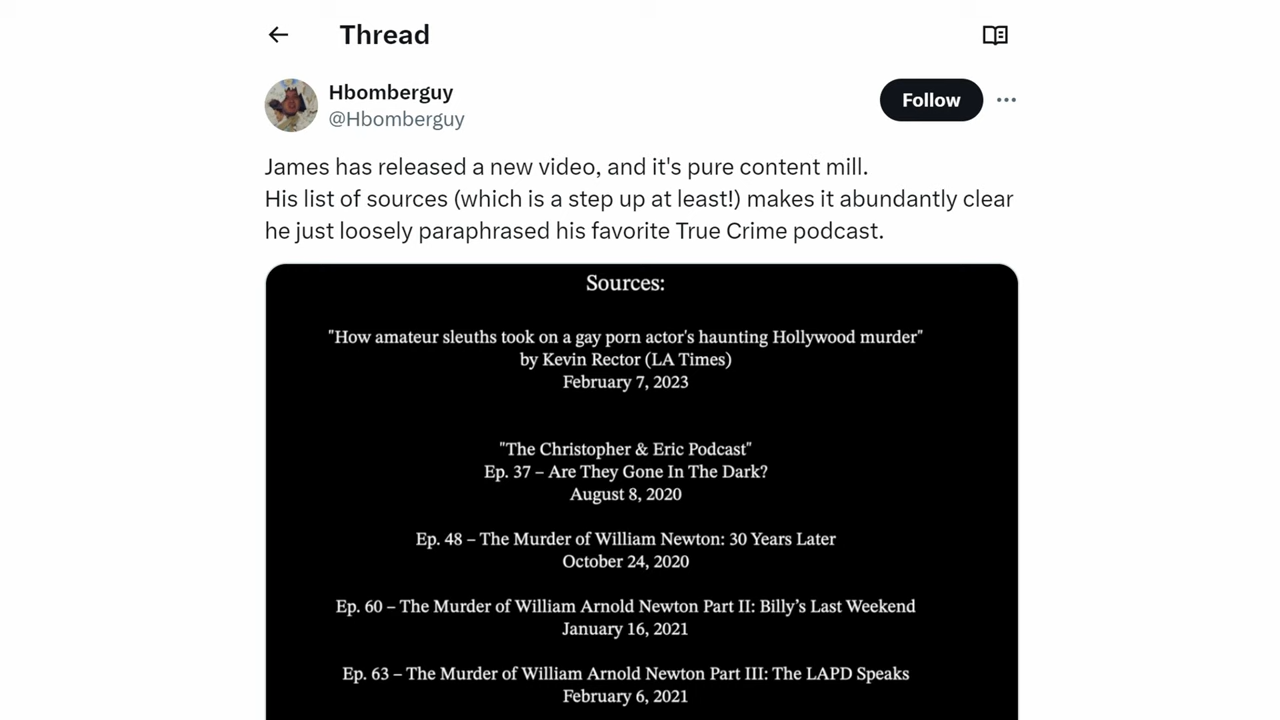 Thread
Hbomberguy
@Hbomberguy
Follow
James has released a new video, and it's pure content mill.
His list of sources (which is a step up at least!) makes it abundantly clear
he just loosely paraphrased his favorite True Crime podcast.
Sources:
"How amateur sleuths took on a gay porn actor's haunting Hollywood murder"
by Kevin Rector (LA Times)
February 7, 2023
"The Christopher & Eric Podcast"
Ep. 37 – Are They Gone In The Dark?
August 8, 2020
Ep. 48 – The Murder of William Newton: 30 Years Later
October 24, 2020
Ep. 60 – The Murder of William Arnold Newton Part II: Billy’s Last Weekend
January 16, 2021
Ep. 63 – The Murder of William Arnold Newton Part III: The LAPD Speaks
February 6, 2021